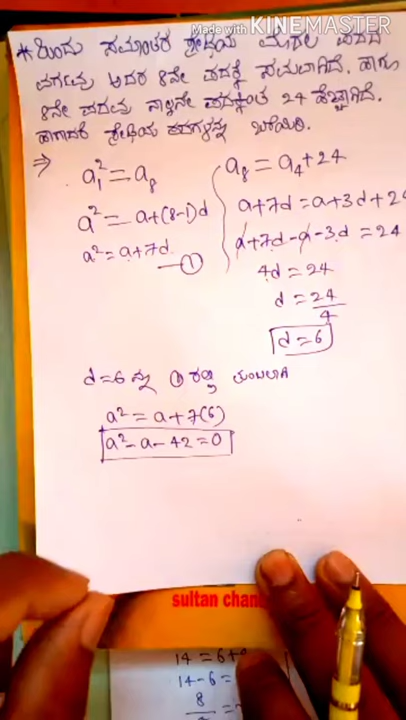 Made with KINEMASTER
* ಒಂದು ಸಮಾಂತರ ಶ್ರೇಢಿಯ ಮೊದಲ ಪದದ
ವರ್ಗವು ಅದರ 8ನೇ ಪದಕ್ಕೆ ಸಮವಾಗಿದೆ. ಹಾಗೂ
8ನೇ ಪದವು ನಾಲ್ಕನೇ ಪದಕ್ಕಿಂತ 24 ಹೆಚ್ಚಾಗಿದೆ.
ಹಾಗಾದರೆ ಶ್ರೇಢಿಯ ಪದಗಳನ್ನು ಬರೆಯಿರಿ.
⇒ a₁² = a₈
a² = a+(8-1)d
a² = a+7d —①
a₈ = a₄+24
a+7d = a+3d+24
a+7d-a-3d = 24
4d = 24
d = 24/4
d = 6
d=6 ನ್ನು ① ರಲ್ಲಿ
a² = a+7(6)
a²-a-42=0
sultan chan
14 = 6+
14-6 =
8